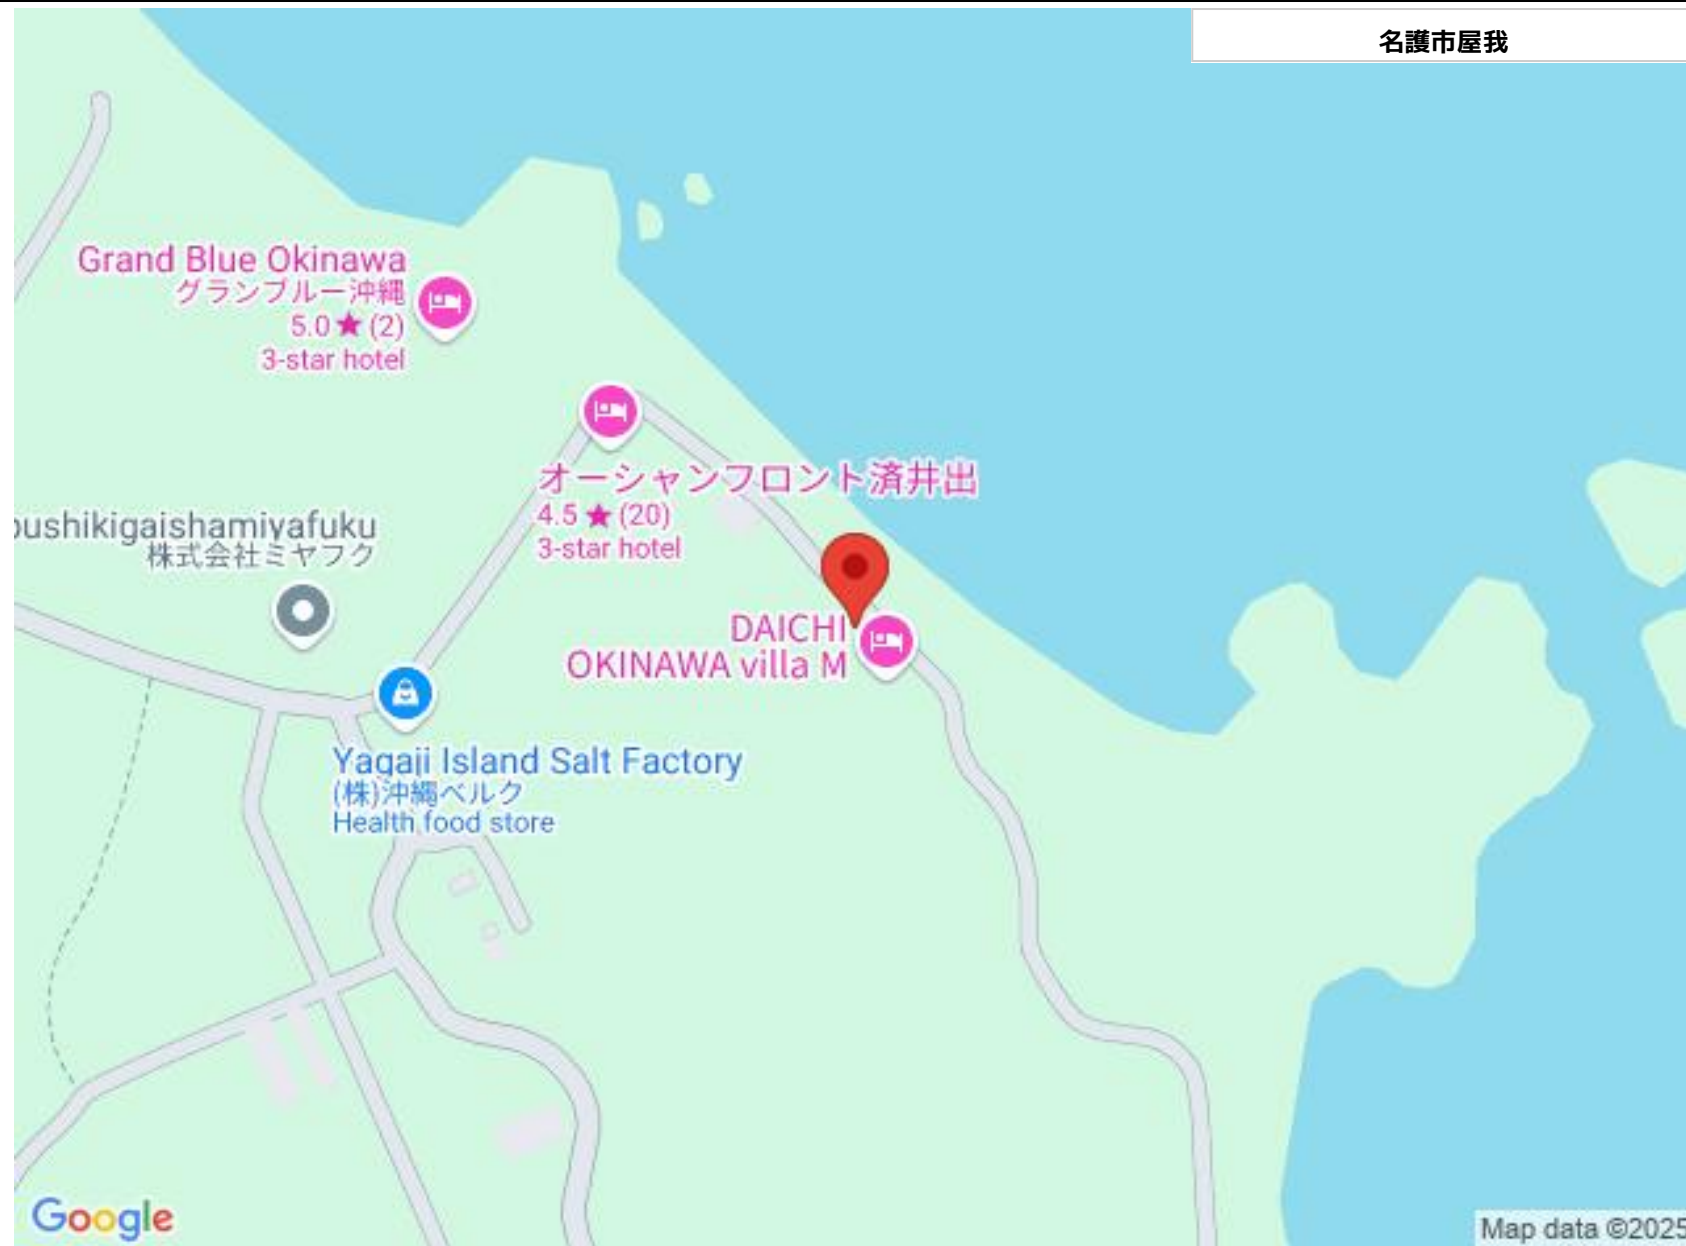 名護市屋我
Grand Blue Okinawa
グランブルー沖縄
5.0 ★ (2)
3-star hotel
オーシャンフロント済井出
4.5 ★ (20)
3-star hotel
oushikigaishamiyafuku
株式会社ミヤフク
DAICHI
OKINAWA villa M
Yagaji Island Salt Factory
(株)沖縄ベルク
Health food store
Google
Map data ©2025